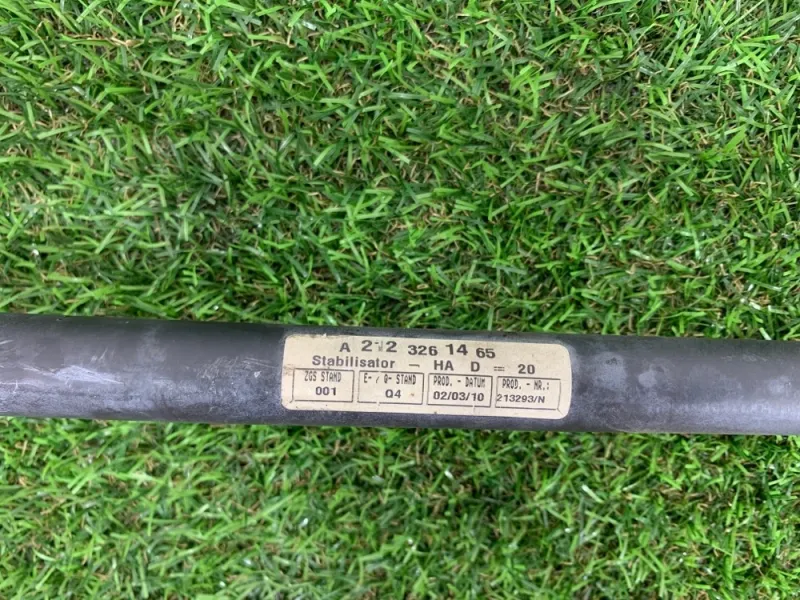 A 212 326 14 65
Stabilisator - HA D = 20
ZGS STAND E- / Q- STAND PROD. - DATUM PROD. - NR.:
001 Q4 02/03/10 213293/N